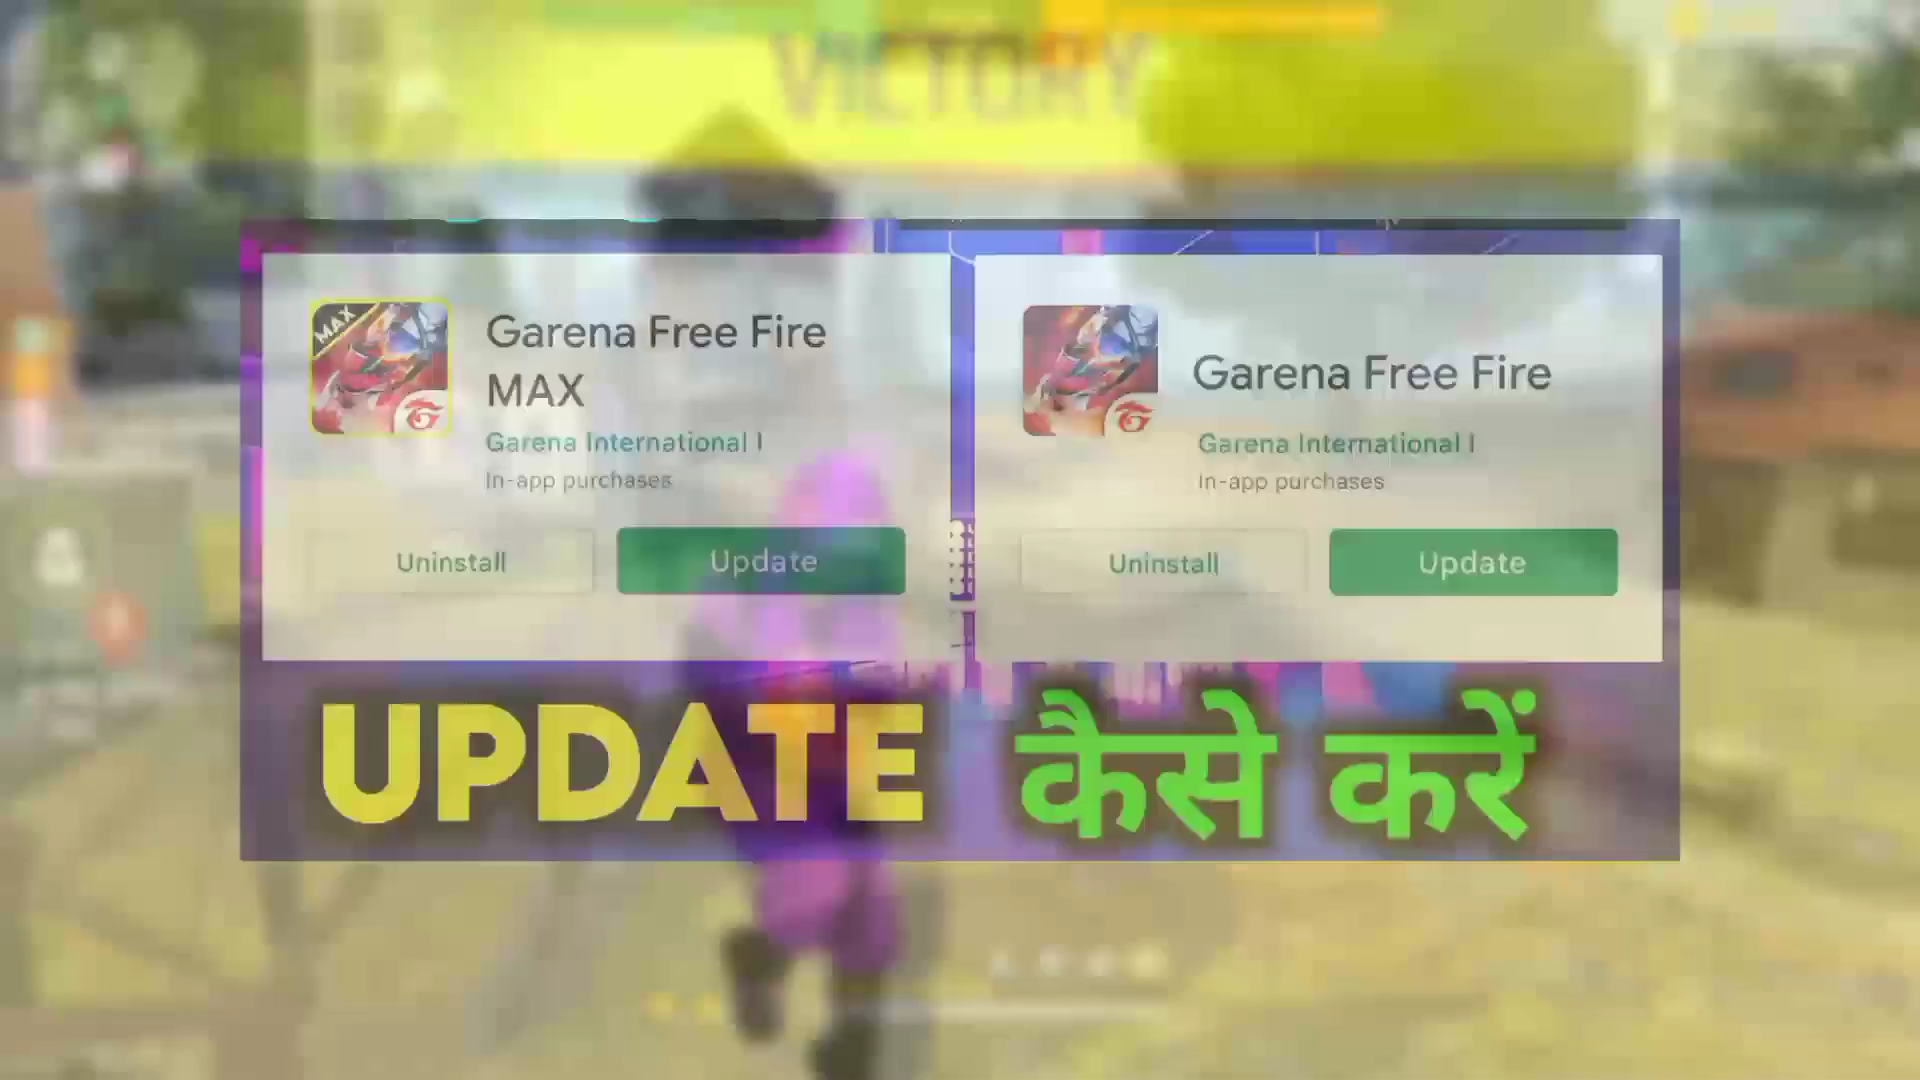 VICTORY
MAX
Garena Free Fire
MAX
Garena International I
In-app purchases
Uninstall
Update
Garena Free Fire
Garena International I
In-app purchases
Uninstall
Update
UPDATE कैसे करें